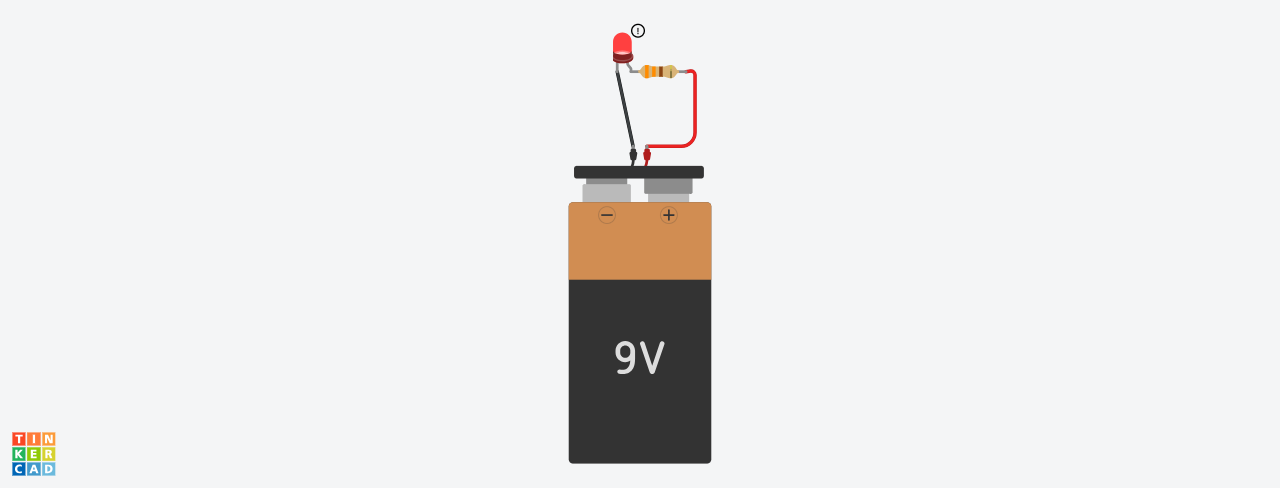 !
− +
9V
TIN
KER
CAD